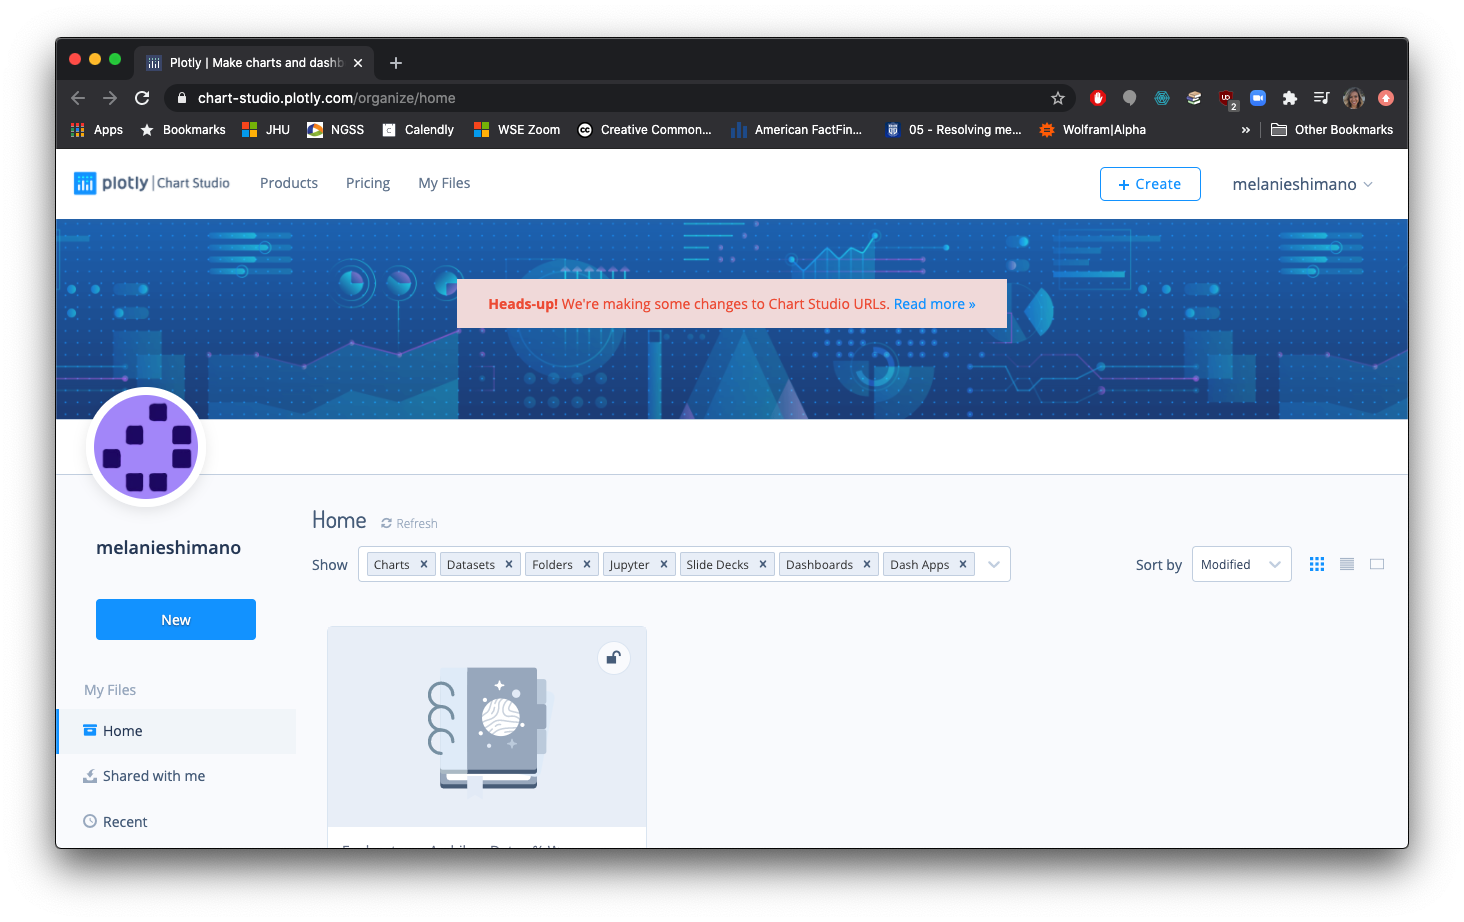 Plotly | Make charts and dashb
chart-studio.plotly.com/organize/home
2
Apps Bookmarks JHU NGSS Calendly WSE Zoom Creative Common... American FactFin... 05 - Resolving me... Wolfram|Alpha » Other Bookmarks
plotly | Chart Studio Products Pricing My Files + Create melanieshimano
Heads-up! We're making some changes to Chart Studio URLs. Read more »
melanieshimano
New
My Files
Home
Shared with me
Recent
Home Refresh
Show Charts × Datasets × Folders × Jupyter × Slide Decks × Dashboards × Dash Apps × Sort by Modified